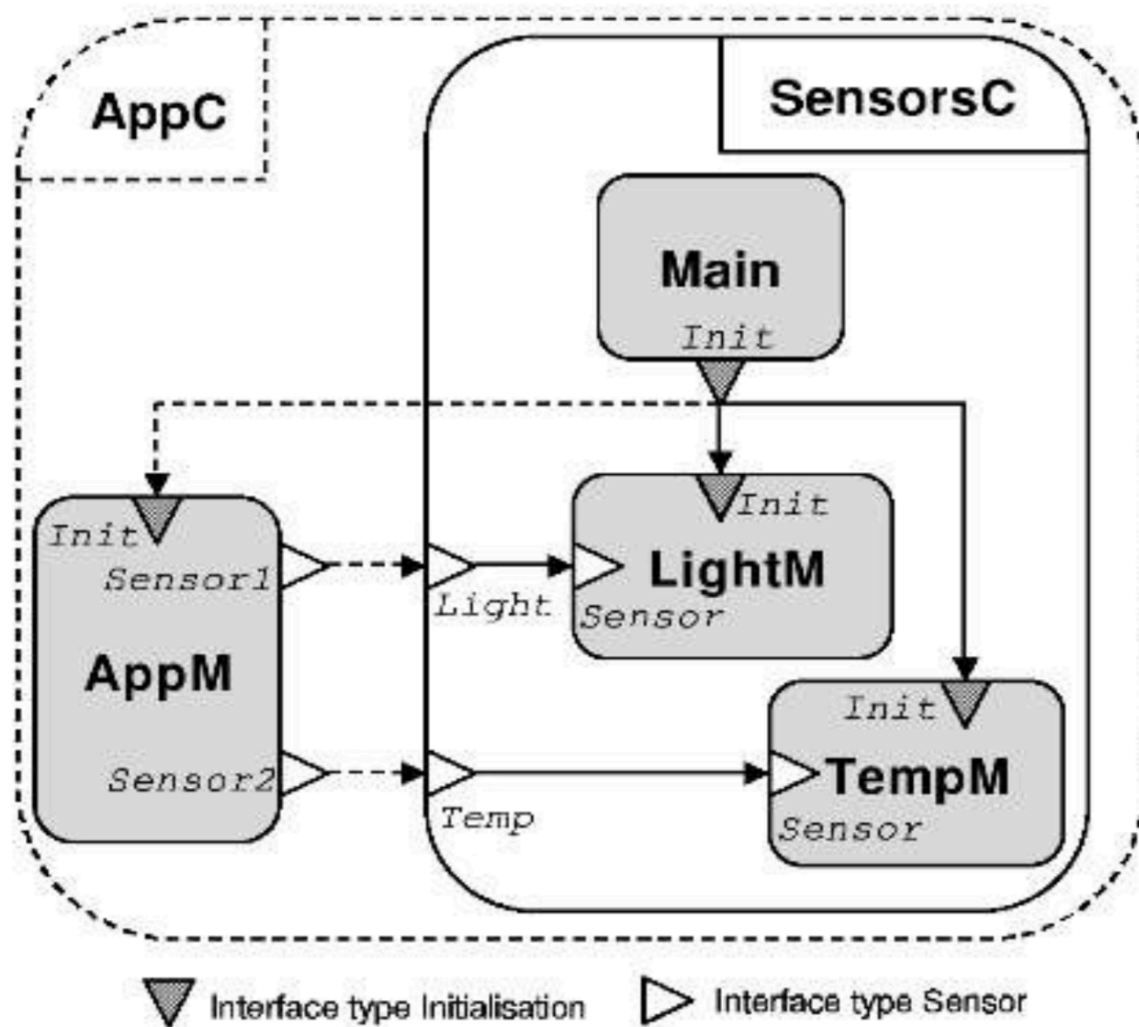 AppC
SensorsC
Main
Init
Init
Init
Sensor1
Light
LightM
Sensor
AppM
Init
Sensor2
Temp
TempM
Sensor
Interface type Initialisation
Interface type Sensor